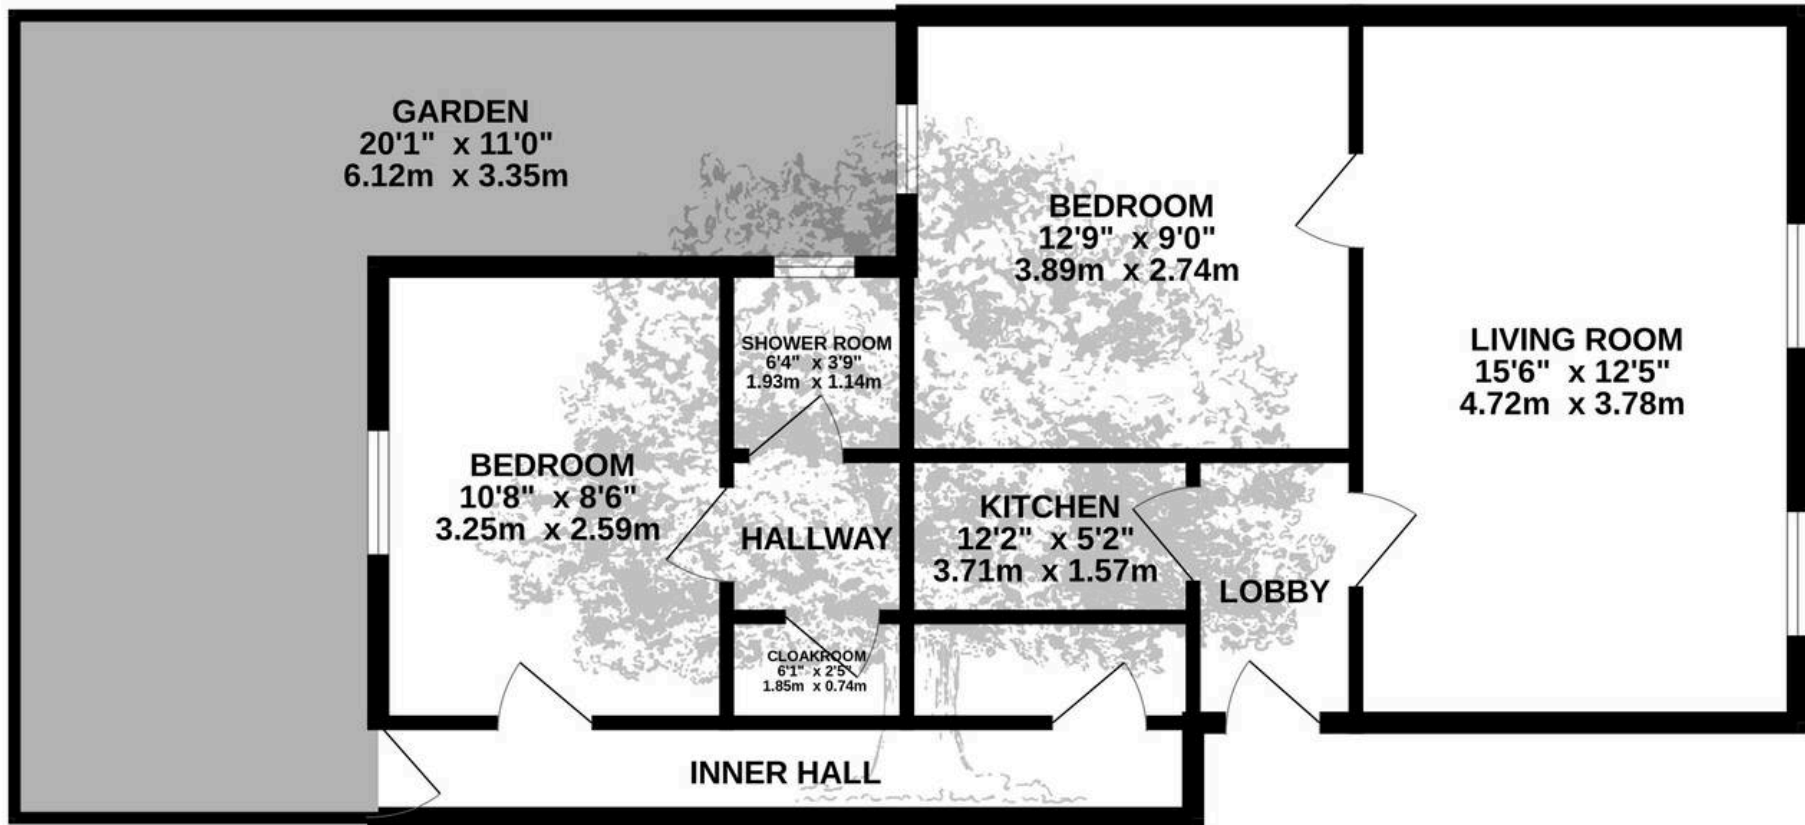 GARDEN
20'1" x 11'0"
6.12m x 3.35m
BEDROOM
12'9" x 9'0"
3.89m x 2.74m
LIVING ROOM
15'6" x 12'5"
4.72m x 3.78m
SHOWER ROOM
6'4" x 3'9"
1.93m x 1.14m
BEDROOM
10'8" x 8'6"
3.25m x 2.59m
HALLWAY
KITCHEN
12'2" x 5'2"
3.71m x 1.57m
LOBBY
CLOAKROOM
6'1" x 2'5"
1.85m x 0.74m
INNER HALL